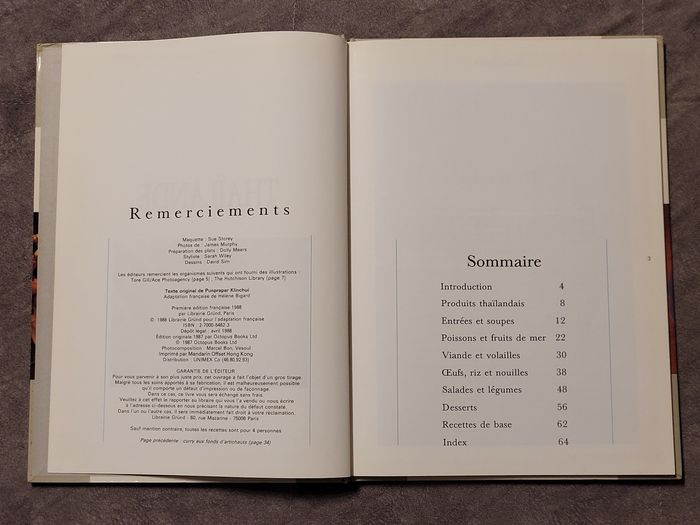 Remerciements
Maquette : Sue Storey
Photos de : James Murphy
Préparation des plats : Dolly Meers
Styliste : Sarah Wiley
Dessins : David Sim
Les éditeurs remercient les organismes suivants qui ont fourni des illustrations :
Tore Gill/Ace Photoagency (page 5) ; The Hutchison Library (page 7)
Texte original de Punprapar Klinchui
Adaptation française de Hélène Bigard
Première édition française 1988
par Librairie Gründ, Paris
© 1988 Librairie Gründ pour l'adaptation française
ISBN : 2-7000-6462-3
Dépôt légal : avril 1988
Édition originale 1987 par Octopus Books Ltd
© 1987 Octopus Books Ltd
Photocomposition : Marcel Bon, Vesoul
Imprimé par Mandarin Offset Hong Kong
Distribution : UNIMEX Co (46.80.92.93)
GARANTIE DE L'ÉDITEUR
Pour vous parvenir à son plus juste prix, cet ouvrage a fait l'objet d'un gros tirage.
Malgré tous les soins apportés à sa fabrication, il est malheureusement possible
qu'il comporte un défaut d'impression ou de façonnage.
Dans ce cas, ce livre vous sera échangé sans frais.
Veuillez à cet effet le reporter au libraire qui vous l'a vendu ou nous écrire
à l'adresse ci-dessous en nous précisant la nature du défaut constaté.
Dans l'un ou l'autre cas, il sera immédiatement fait droit à votre réclamation.
Librairie Gründ - 60, rue Mazarine - 75006 Paris
Sauf mention contraire, toutes les recettes sont pour 4 personnes
Page précédente : curry aux fonds d'artichauts (page 34)
3
Sommaire
Introduction 4
Produits thaïlandais 8
Entrées et soupes 12
Poissons et fruits de mer 22
Viande et volailles 30
Œufs, riz et nouilles 38
Salades et légumes 48
Desserts 56
Recettes de base 62
Index 64